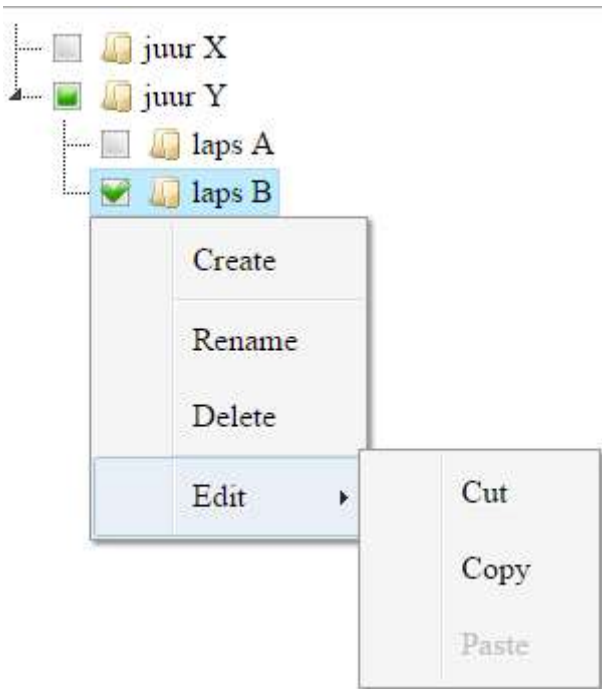 juur X
juur Y
laps A
laps B
Create
Rename
Delete
Edit
Cut
Copy
Paste